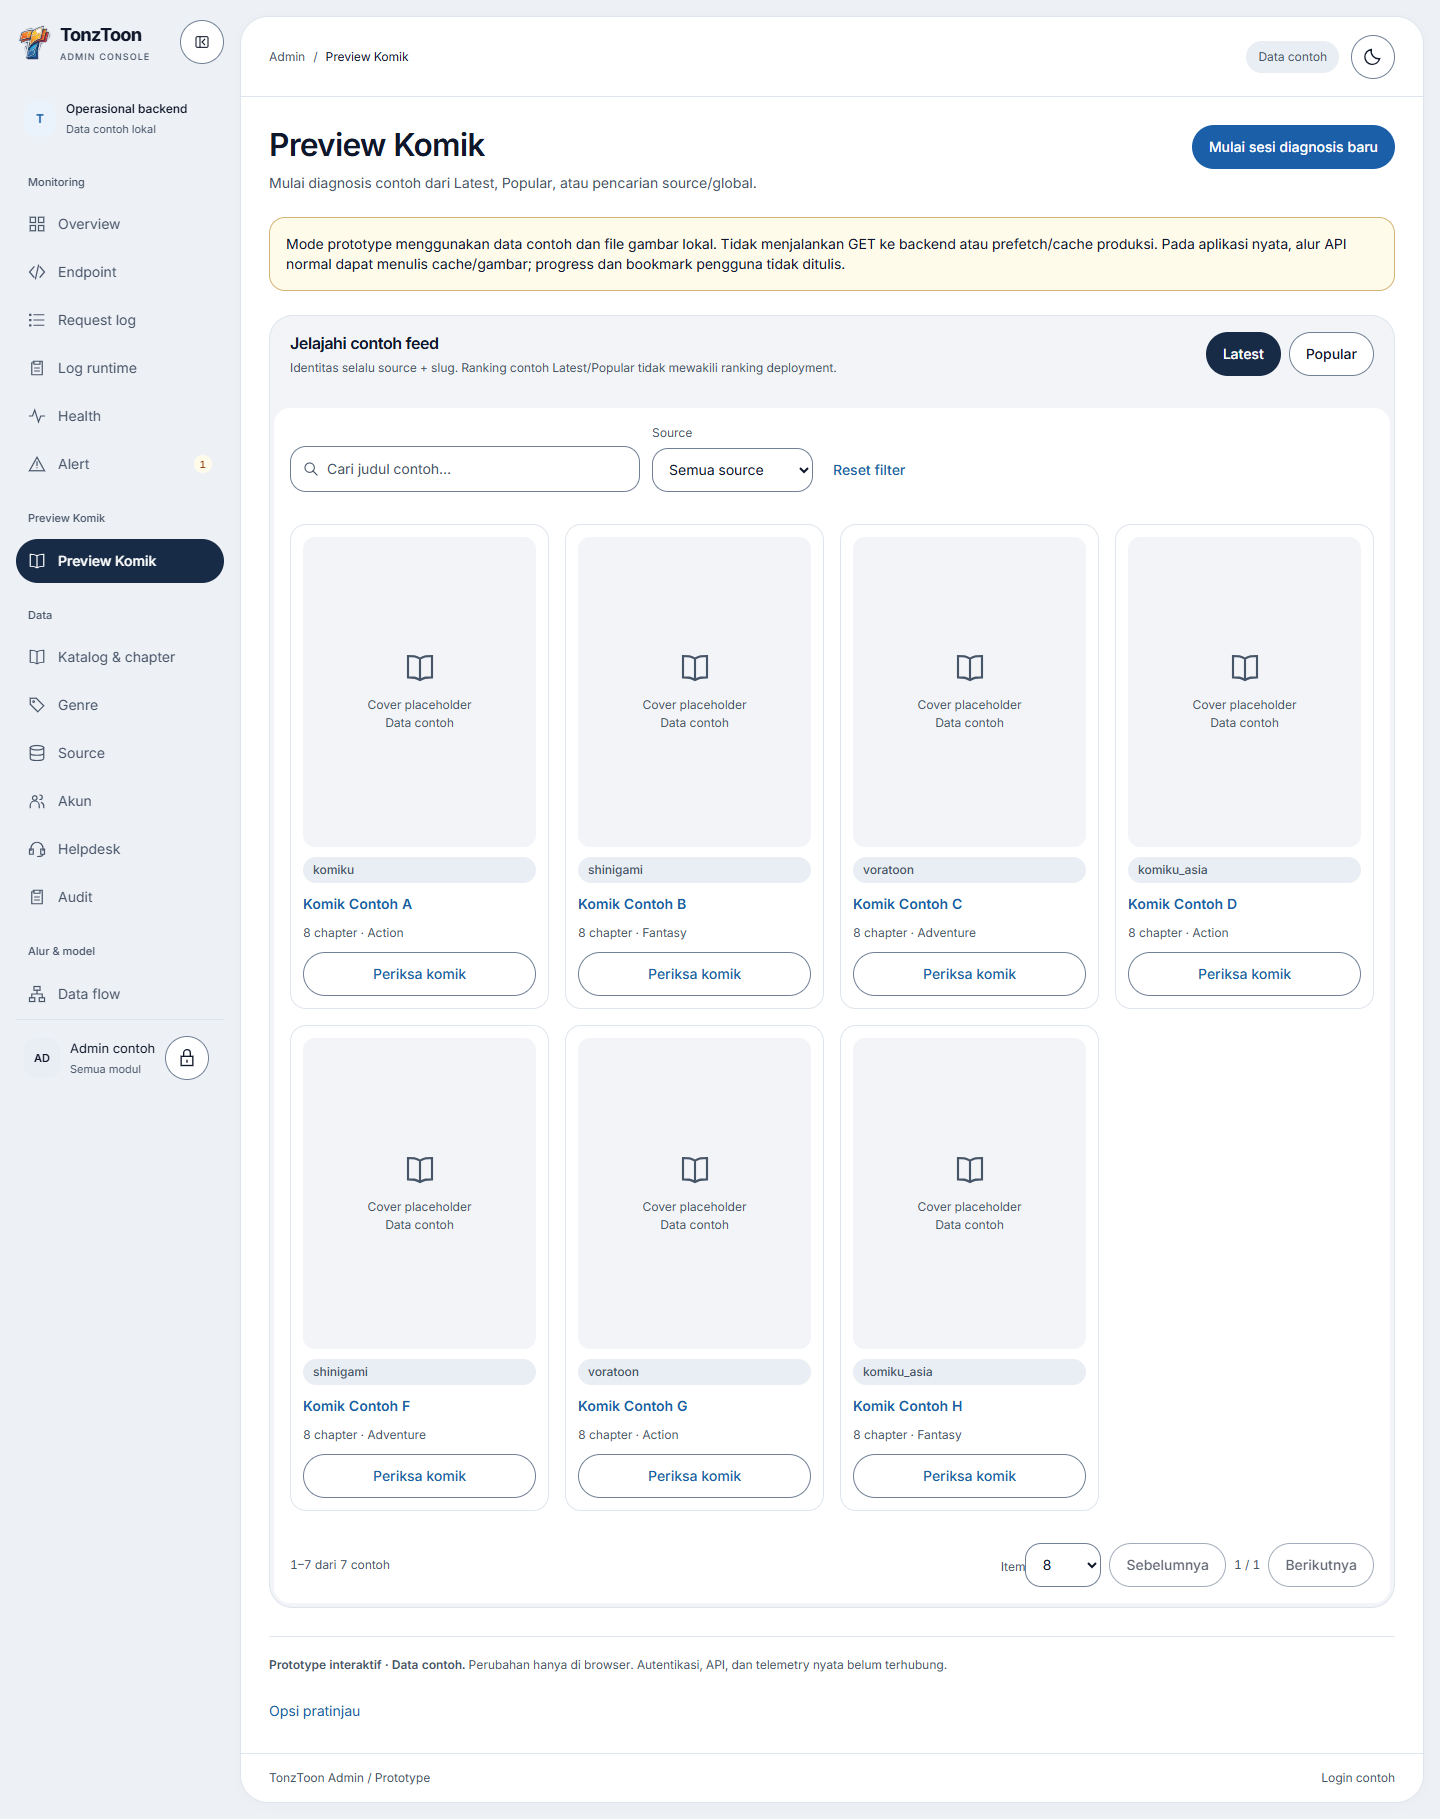 TonzToon
ADMIN CONSOLE
T
Operasional backend
Data contoh lokal
Monitoring
Overview
Endpoint
Request log
Log runtime
Health
Alert
1
Preview Komik
Preview Komik
Data
Katalog & chapter
Genre
Source
Akun
Helpdesk
Audit
Alur & model
Data flow
AD
Admin contoh
Semua modul
Admin / Preview Komik
Data contoh
Preview Komik
Mulai sesi diagnosis baru
Mulai diagnosis contoh dari Latest, Popular, atau pencarian source/global.
Mode prototype menggunakan data contoh dan file gambar lokal. Tidak menjalankan GET ke backend atau prefetch/cache produksi. Pada aplikasi nyata, alur API
normal dapat menulis cache/gambar; progress dan bookmark pengguna tidak ditulis.
Jelajahi contoh feed
Identitas selalu source + slug. Ranking contoh Latest/Popular tidak mewakili ranking deployment.
Latest
Popular
Source
Cari judul contoh...
Semua source
Reset filter
Cover placeholder
Data contoh
komiku
Komik Contoh A
8 chapter · Action
Periksa komik
Cover placeholder
Data contoh
shinigami
Komik Contoh B
8 chapter · Fantasy
Periksa komik
Cover placeholder
Data contoh
voratoon
Komik Contoh C
8 chapter · Adventure
Periksa komik
Cover placeholder
Data contoh
komiku_asia
Komik Contoh D
8 chapter · Action
Periksa komik
Cover placeholder
Data contoh
shinigami
Komik Contoh F
8 chapter · Adventure
Periksa komik
Cover placeholder
Data contoh
voratoon
Komik Contoh G
8 chapter · Action
Periksa komik
Cover placeholder
Data contoh
komiku_asia
Komik Contoh H
8 chapter · Fantasy
Periksa komik
1–7 dari 7 contoh
Item
8
Sebelumnya
1 / 1
Berikutnya
Prototype interaktif · Data contoh. Perubahan hanya di browser. Autentikasi, API, dan telemetry nyata belum terhubung.
Opsi pratinjau
TonzToon Admin / Prototype
Login contoh